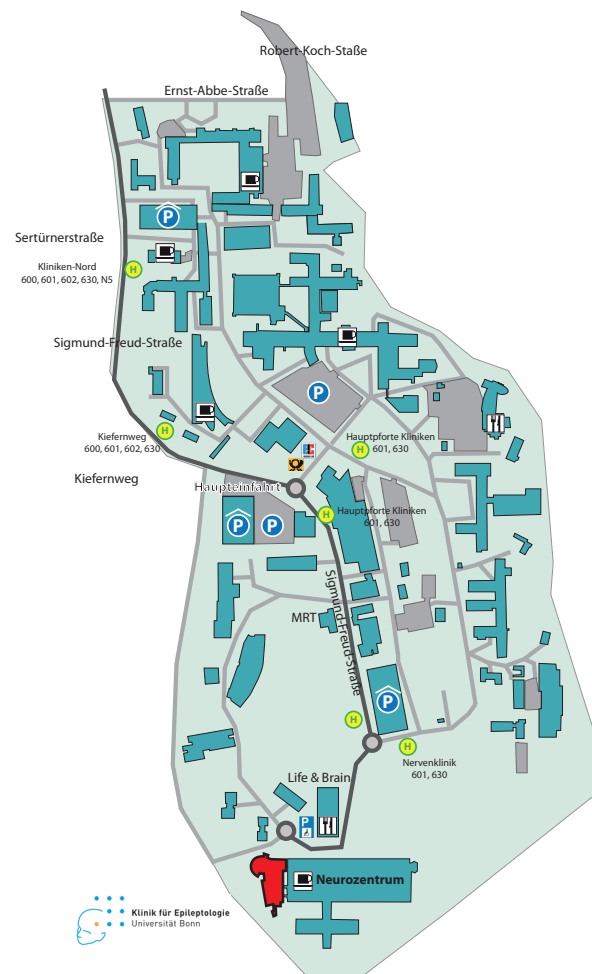 Robert-Koch-Staße
Ernst-Abbe-Straße
P
Sertürnerstraße
Kliniken-Nord
600, 601, 602, 630, N5
H
Sigmund-Freud-Straße
P
Kiefernweg
600, 601, 602, 630
H
Hauptpforte Kliniken
601, 630
H
Kiefernweg
Haupteinfahrt
H
Hauptpforte Kliniken
601, 630
P
P
Sigmund-Freud-Straße
MRT
P
H
H
Nervenklinik
601, 630
Life & Brain
P
Neurozentrum
Klinik für Epileptologie
Universität Bonn